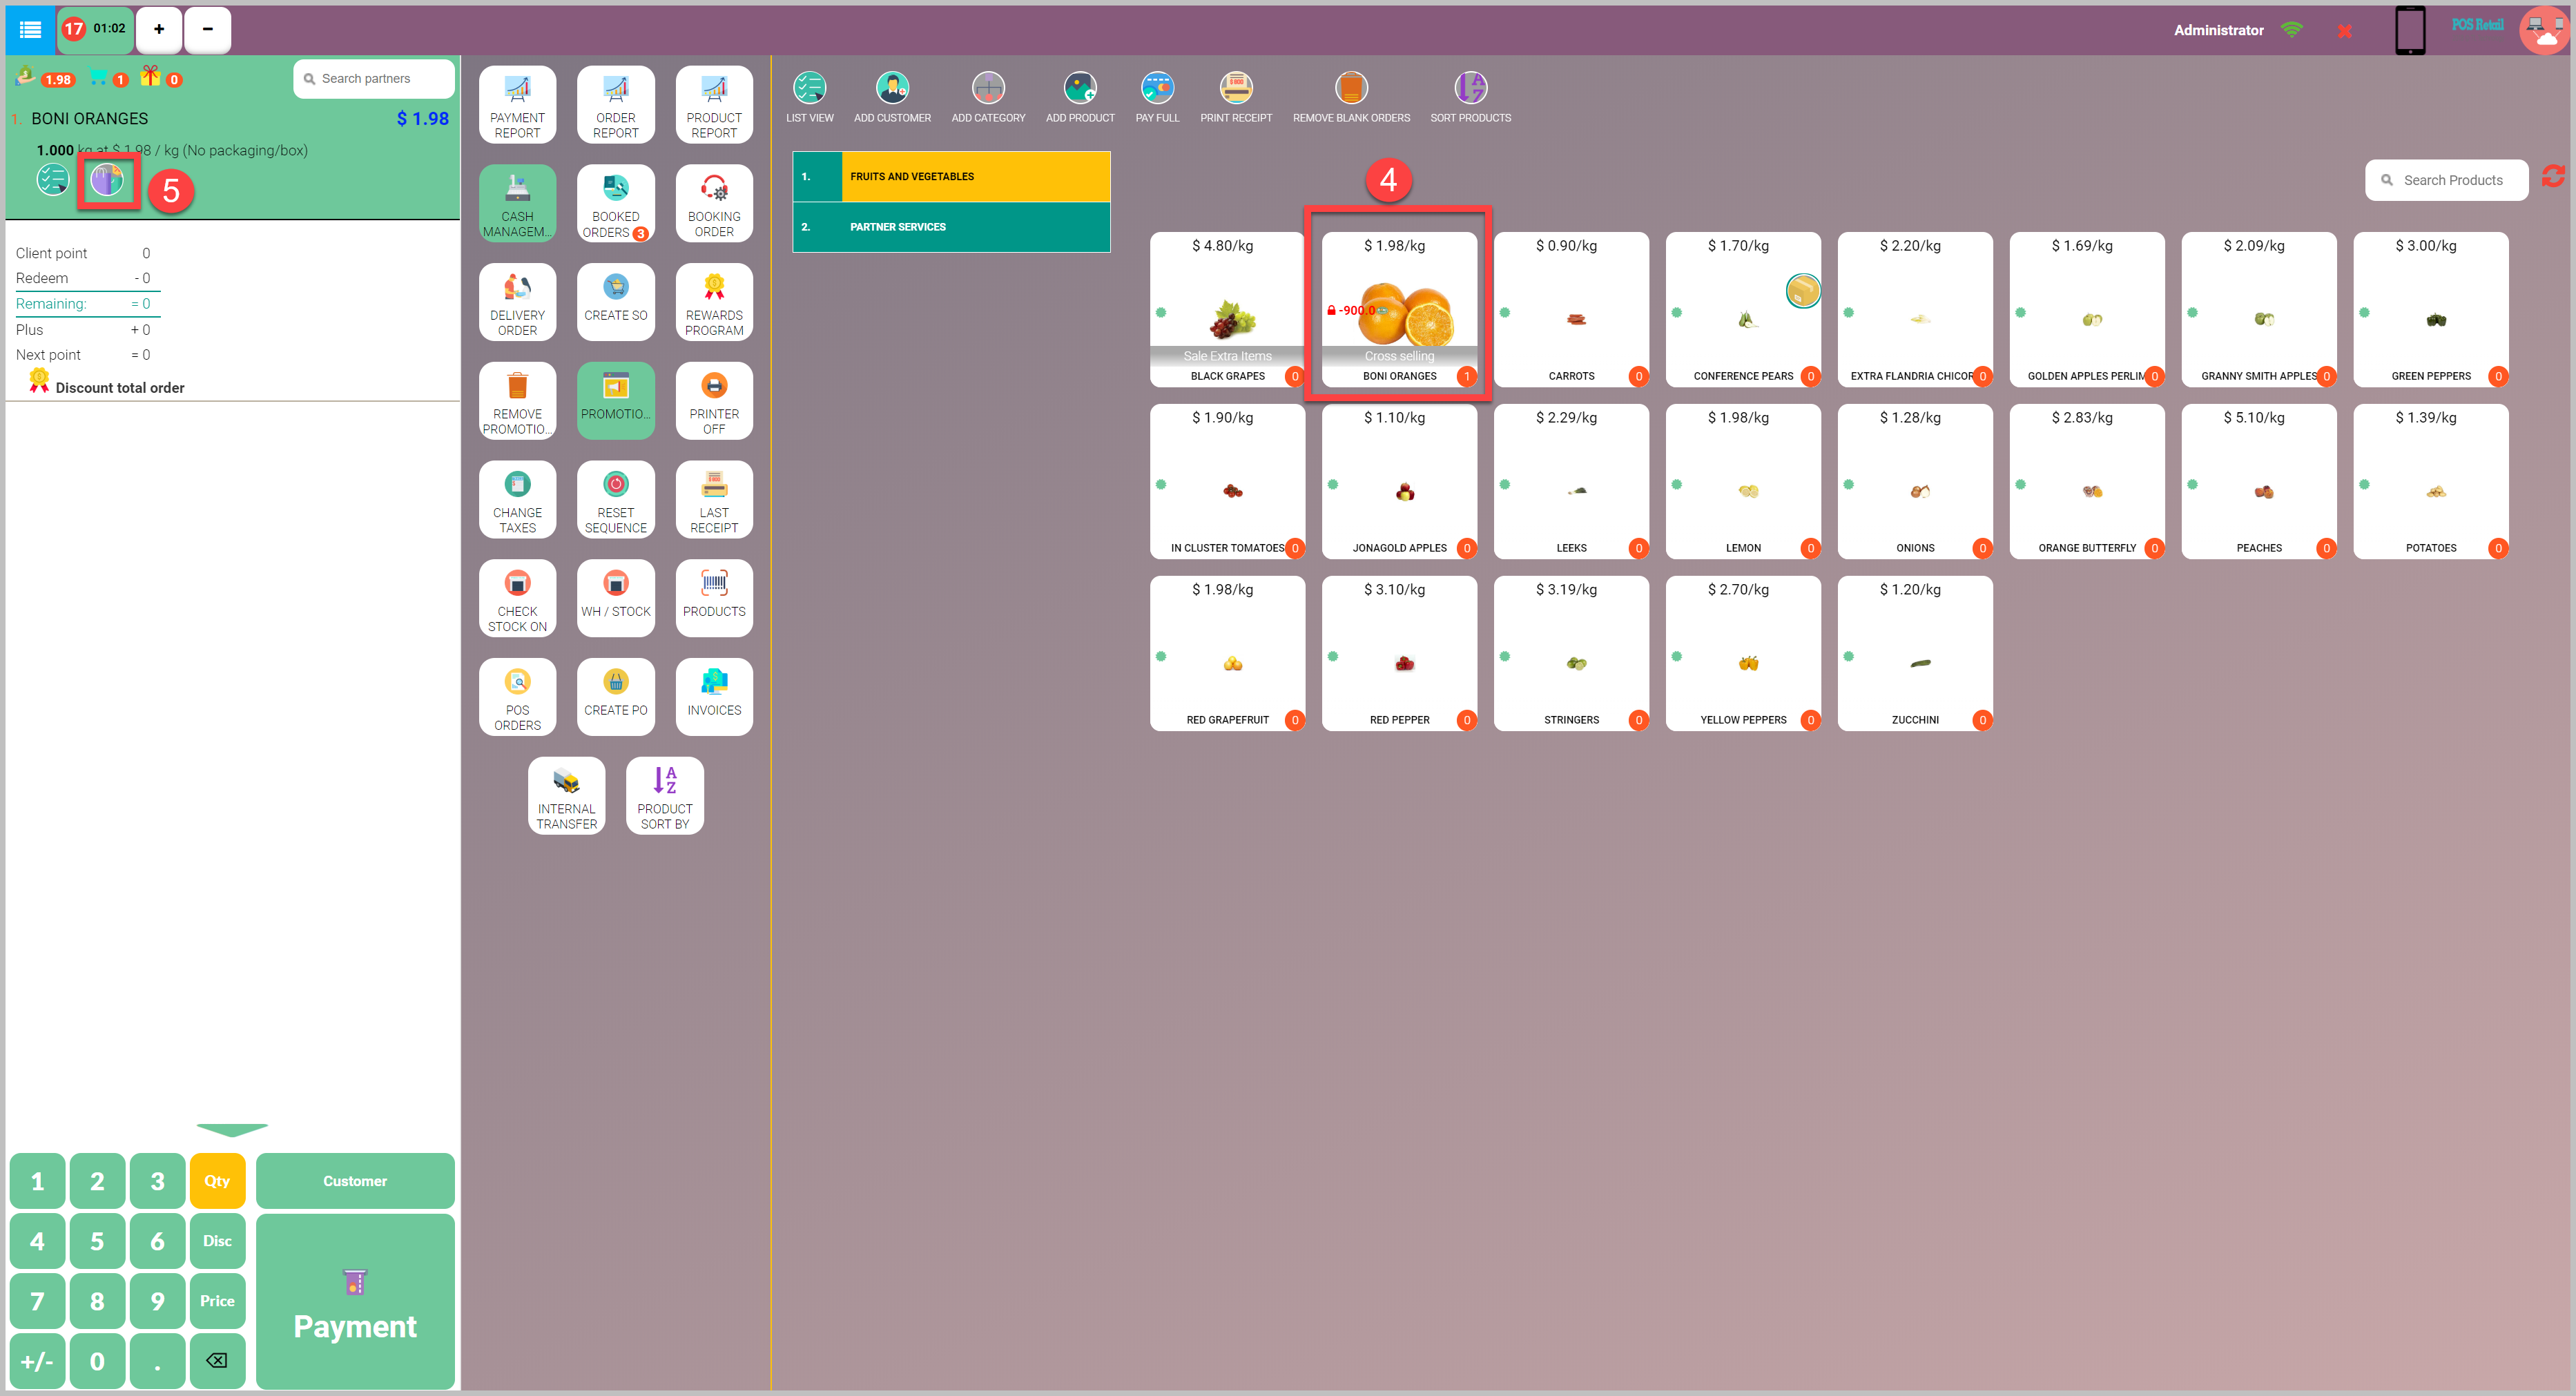 17 01:02 + -
Administrator
POS Retail
1.98 1 0
Search partners
1. BONI ORANGES $ 1.98
1.000 kg at $ 1.98 / kg (No packaging/box)
5
Client point 0
Redeem - 0
Remaining: = 0
Plus + 0
Next point = 0
Discount total order
1 2 3 Qty
4 5 6 Disc
7 8 9 Price
+/- 0 .
Customer
Payment
PAYMENT
REPORT
ORDER
REPORT
PRODUCT
REPORT
CASH
MANAGEM...
BOOKED
ORDERS 3
BOOKING
ORDER
DELIVERY
ORDER
CREATE SO
REWARDS
PROGRAM
REMOVE
PROMOTIO...
PROMOTIO...
PRINTER
OFF
CHANGE
TAXES
RESET
SEQUENCE
LAST
RECEIPT
CHECK
STOCK ON
WH / STOCK
PRODUCTS
POS
ORDERS
CREATE PO
INVOICES
INTERNAL
TRANSFER
A
Z
PRODUCT
SORT BY
LIST VIEW
ADD CUSTOMER
ADD CATEGORY
ADD PRODUCT
PAY FULL
PRINT RECEIPT
REMOVE BLANK ORDERS
SORT PRODUCTS
1. FRUITS AND VEGETABLES
2. PARTNER SERVICES
4
Search Products
$ 4.80/kg
Sale Extra Items
BLACK GRAPES 0
$ 1.98/kg
-900.0
Cross selling
BONI ORANGES 1
$ 0.90/kg
CARROTS 0
$ 1.70/kg
CONFERENCE PEARS 0
$ 2.20/kg
EXTRA FLANDRIA CHICOR 0
$ 1.69/kg
GOLDEN APPLES PERLIM 0
$ 2.09/kg
GRANNY SMITH APPLES 0
$ 3.00/kg
GREEN PEPPERS 0
$ 1.90/kg
IN CLUSTER TOMATOES 0
$ 1.10/kg
JONAGOLD APPLES 0
$ 2.29/kg
LEEKS 0
$ 1.98/kg
LEMON 0
$ 1.28/kg
ONIONS 0
$ 2.83/kg
ORANGE BUTTERFLY 0
$ 5.10/kg
PEACHES 0
$ 1.39/kg
POTATOES 0
$ 1.98/kg
RED GRAPEFRUIT 0
$ 3.10/kg
RED PEPPER 0
$ 3.19/kg
STRINGERS 0
$ 2.70/kg
YELLOW PEPPERS 0
$ 1.20/kg
ZUCCHINI 0